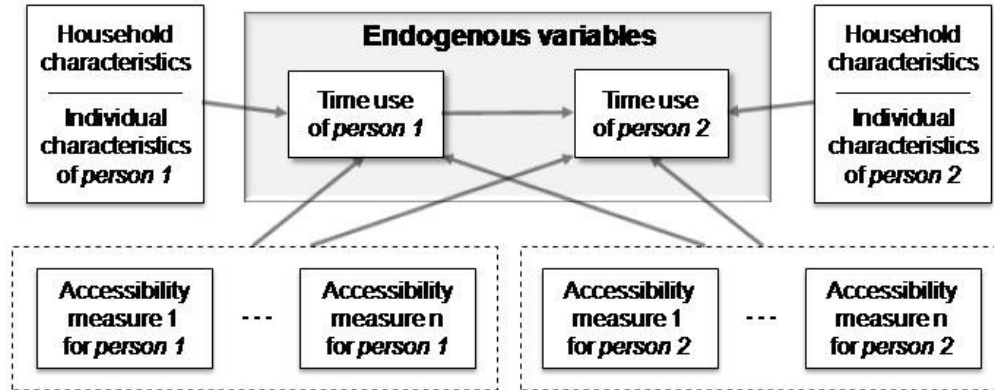 Household
characteristics
Individual
characteristics
of person 1
Endogenous variables
Time use
of person 1
Time use
of person 2
Household
characteristics
Individual
characteristics
of person 2
Accessibility
measure 1
for person 1
---
Accessibility
measure n
for person 1
Accessibility
measure 1
for person 2
---
Accessibility
measure n
for person 2